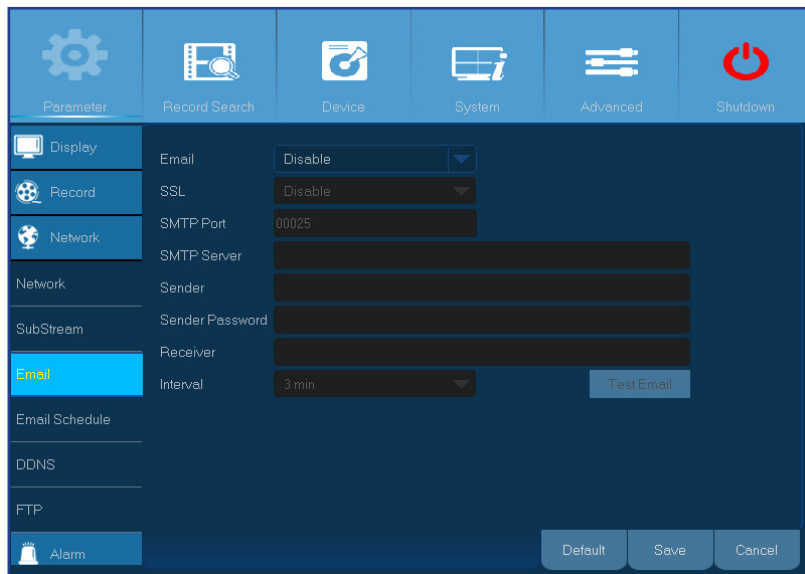 Parameter
Record Search
Device
System
Advanced
Shutdown
Display
Record
Network
Network
SubStream
Email
Email Schedule
DDNS
FTP
Alarm
Email Disable
SSL Disable
SMTP Port 00025
SMTP Server
Sender
Sender Password
Receiver
Interval 3 min Test Email
Default Save Cancel